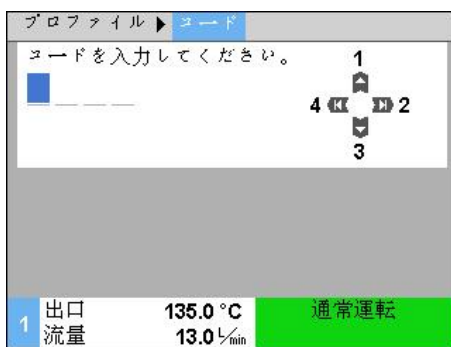 プロファイル ▶ コード
コードを入力してください。
1
4 2
3
1
出口 135.0 °C
流量 13.0 L/min
通常運転